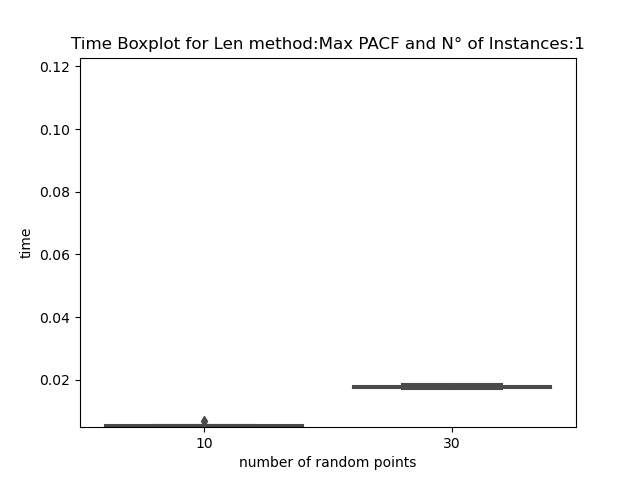 Time Boxplot for Len method:Max PACF and N° of Instances:1
0.12
0.10
0.08
0.06
0.04
0.02
time
10 30
number of random points